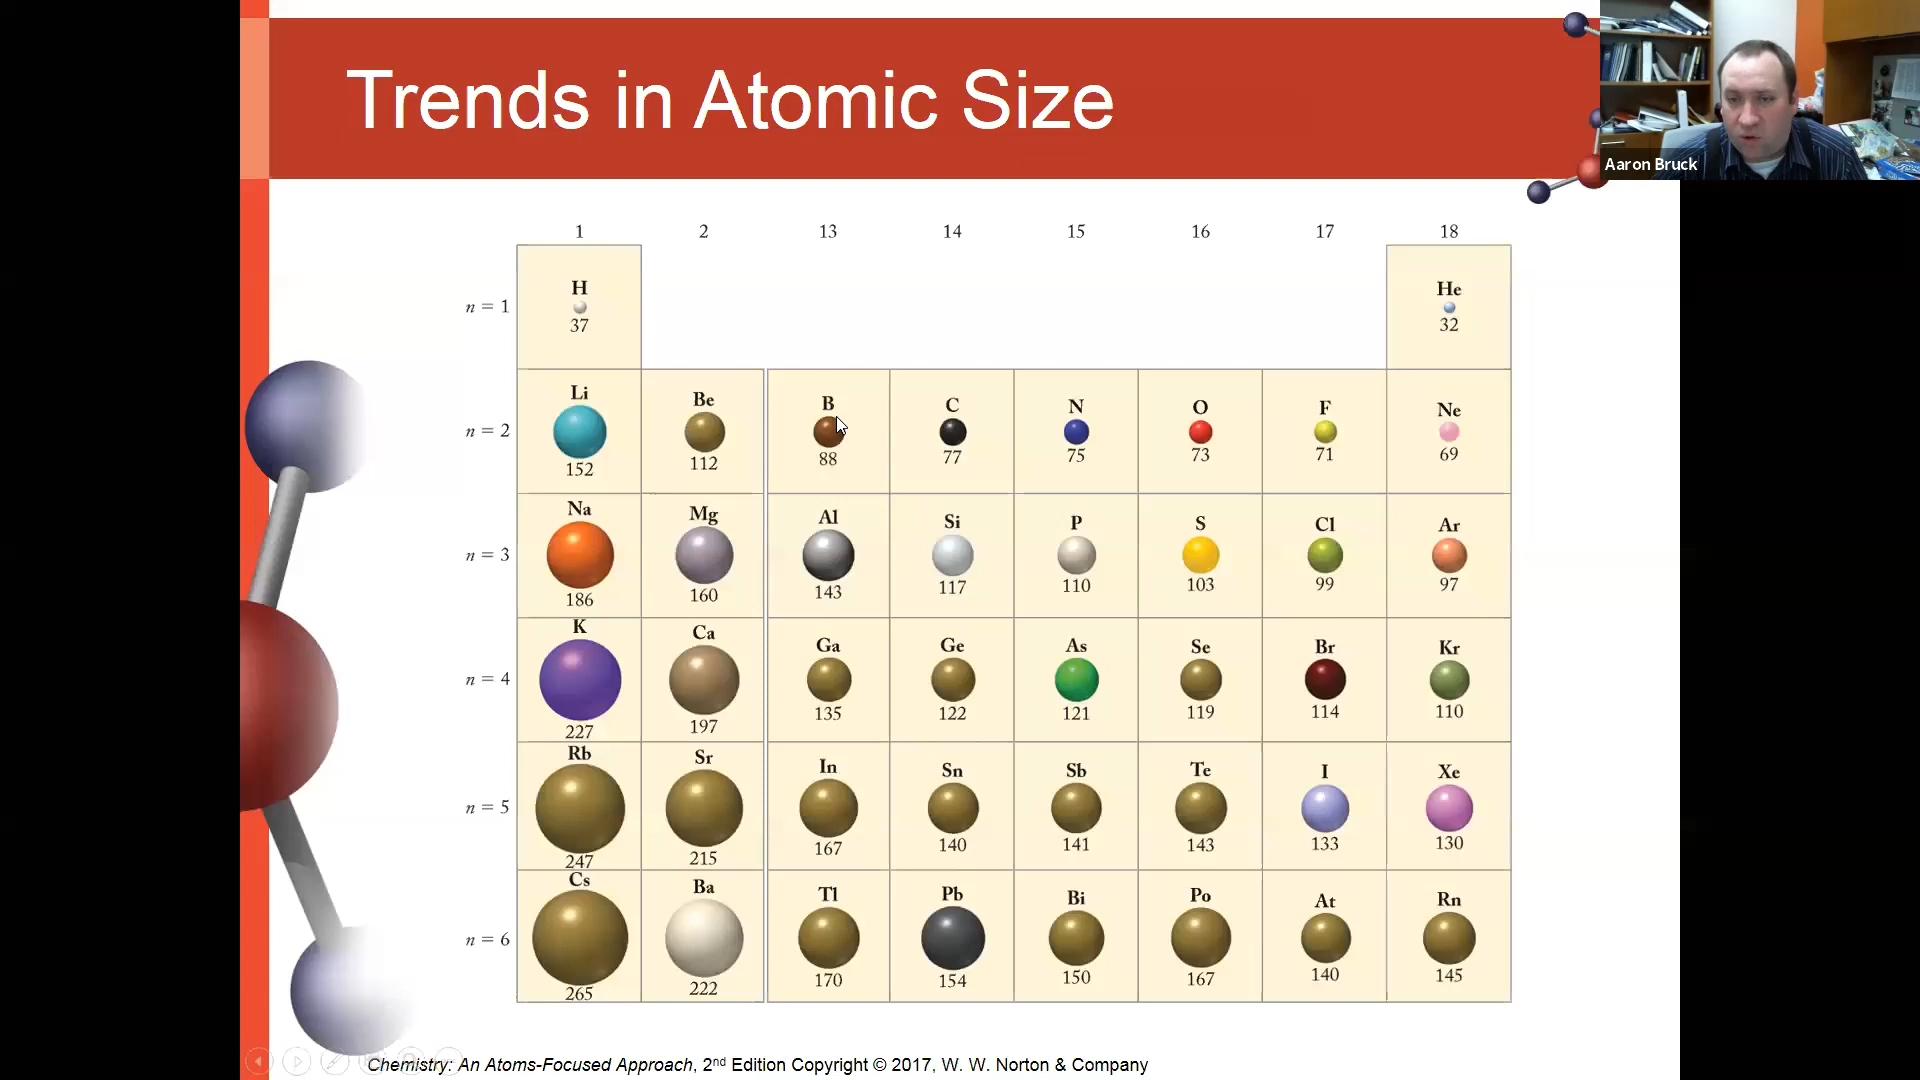 Trends in Atomic Size
Aaron Bruck
1 2 13 14 15 16 17 18
H He
n = 1
37 32
Li Be B C N O F Ne
n = 2
152 112 88 77 75 73 71 69
Na Mg Al Si P S Cl Ar
n = 3
186 160 143 117 110 103 99 97
K Ca Ga Ge As Se Br Kr
n = 4
227 197 135 122 121 119 114 110
Rb Sr In Sn Sb Te I Xe
n = 5
247 215 167 140 141 143 133 130
Cs Ba Tl Pb Bi Po At Rn
n = 6
265 222 170 154 150 167 140 145
Chemistry: An Atoms-Focused Approach, 2nd Edition Copyright © 2017, W. W. Norton & Company